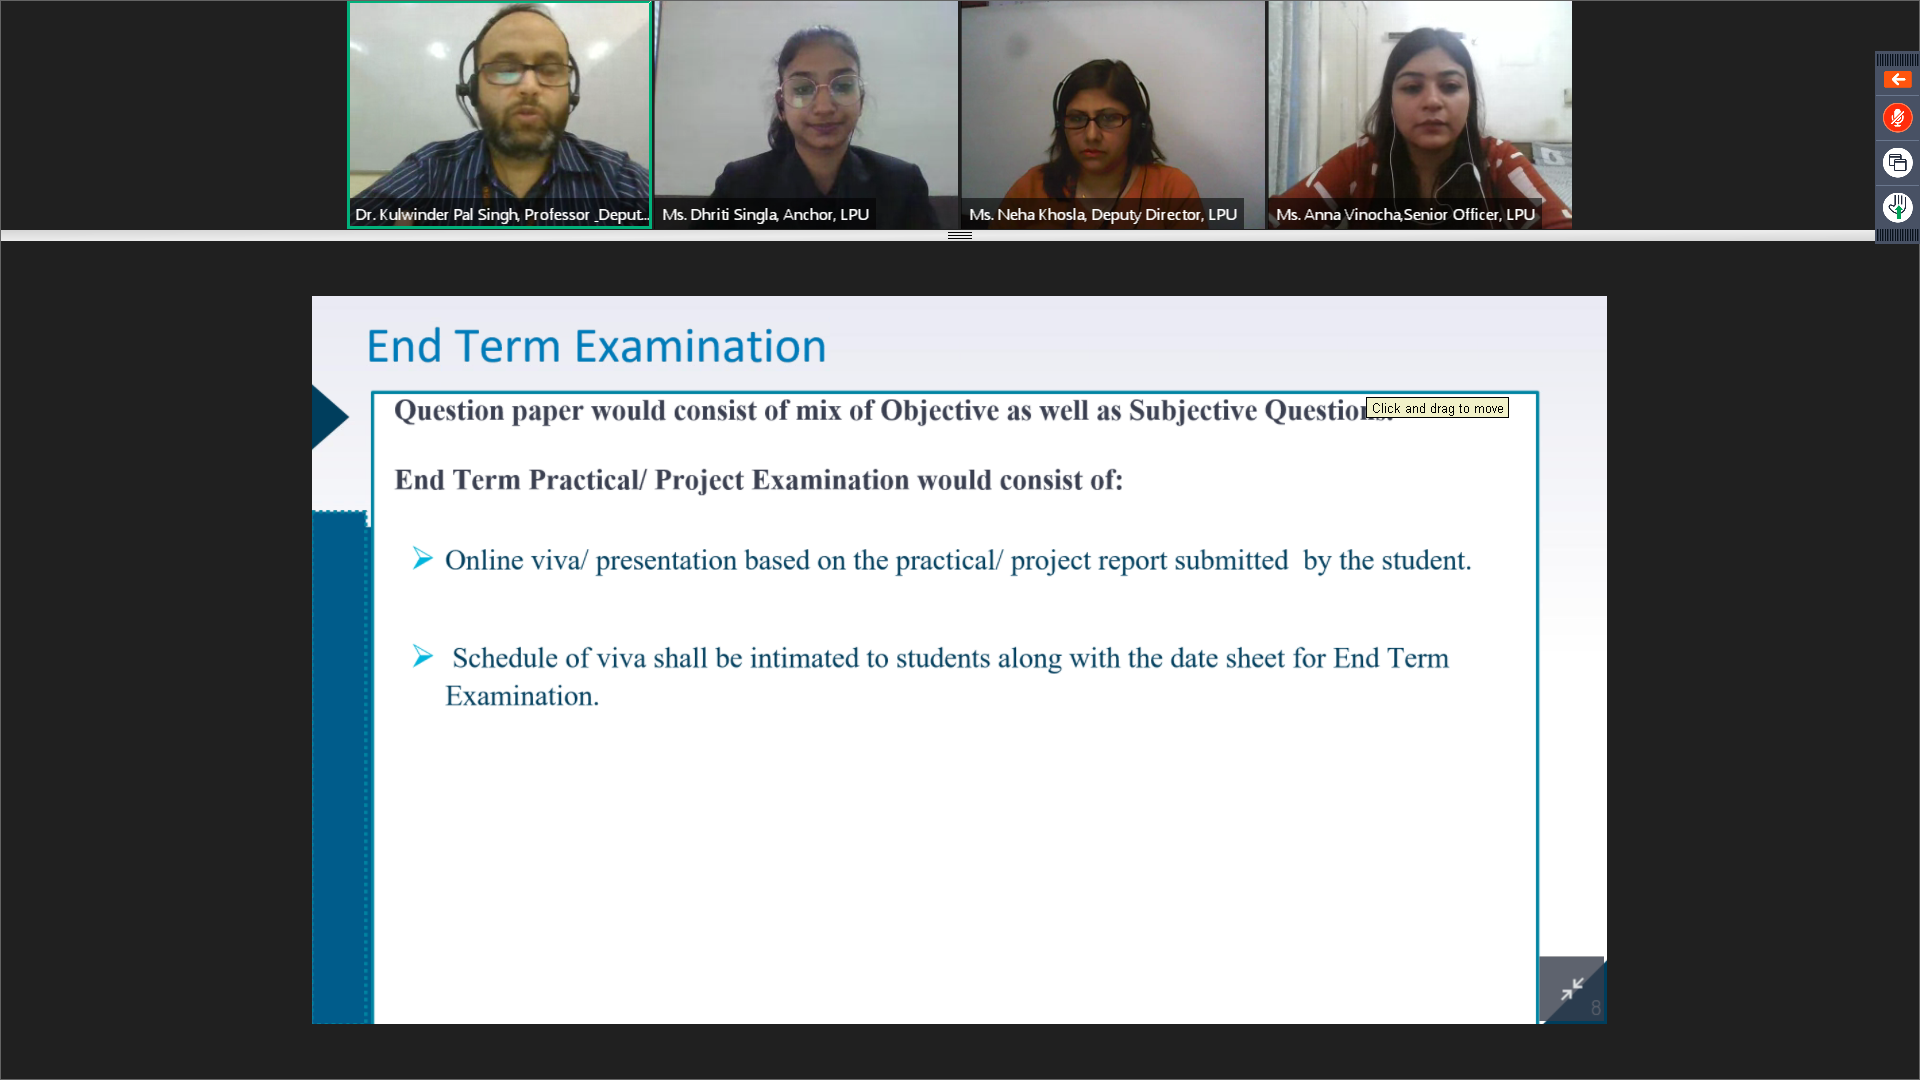 Dr. Kulwinder Pal Singh, Professor _Deput...
Ms. Dhriti Singla, Anchor, LPU
Ms. Neha Khosla, Deputy Director, LPU
Ms. Anna Vinocha,Senior Officer, LPU
End Term Examination
Question paper would consist of mix of Objective as well as Subjective Questions.
Click and drag to move
End Term Practical/ Project Examination would consist of:
Online viva/ presentation based on the practical/ project report submitted by the student.
Schedule of viva shall be intimated to students along with the date sheet for End Term
Examination.
8